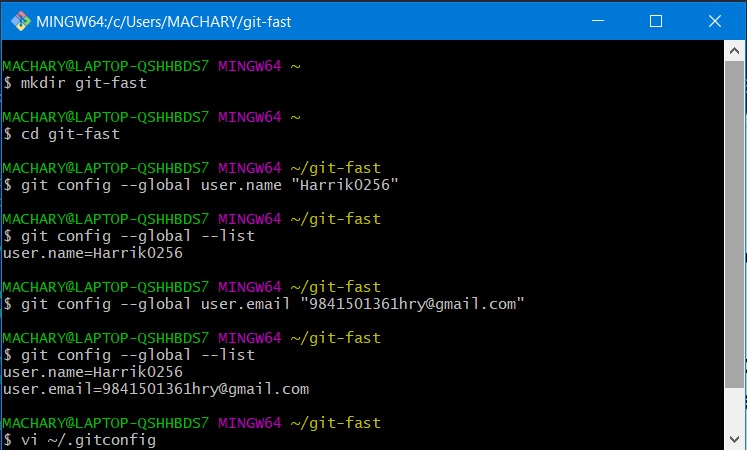 MINGW64:/c/Users/MACHARY/git-fast
MACHARY@LAPTOP-QSHHBDS7 MINGW64 ~
$ mkdir git-fast
MACHARY@LAPTOP-QSHHBDS7 MINGW64 ~
$ cd git-fast
MACHARY@LAPTOP-QSHHBDS7 MINGW64 ~/git-fast
$ git config --global user.name "Harrik0256"
MACHARY@LAPTOP-QSHHBDS7 MINGW64 ~/git-fast
$ git config --global --list
user.name=Harrik0256
MACHARY@LAPTOP-QSHHBDS7 MINGW64 ~/git-fast
$ git config --global user.email "9841501361hry@gmail.com"
MACHARY@LAPTOP-QSHHBDS7 MINGW64 ~/git-fast
$ git config --global --list
user.name=Harrik0256
user.email=9841501361hry@gmail.com
MACHARY@LAPTOP-QSHHBDS7 MINGW64 ~/git-fast
$ vi ~/.gitconfig